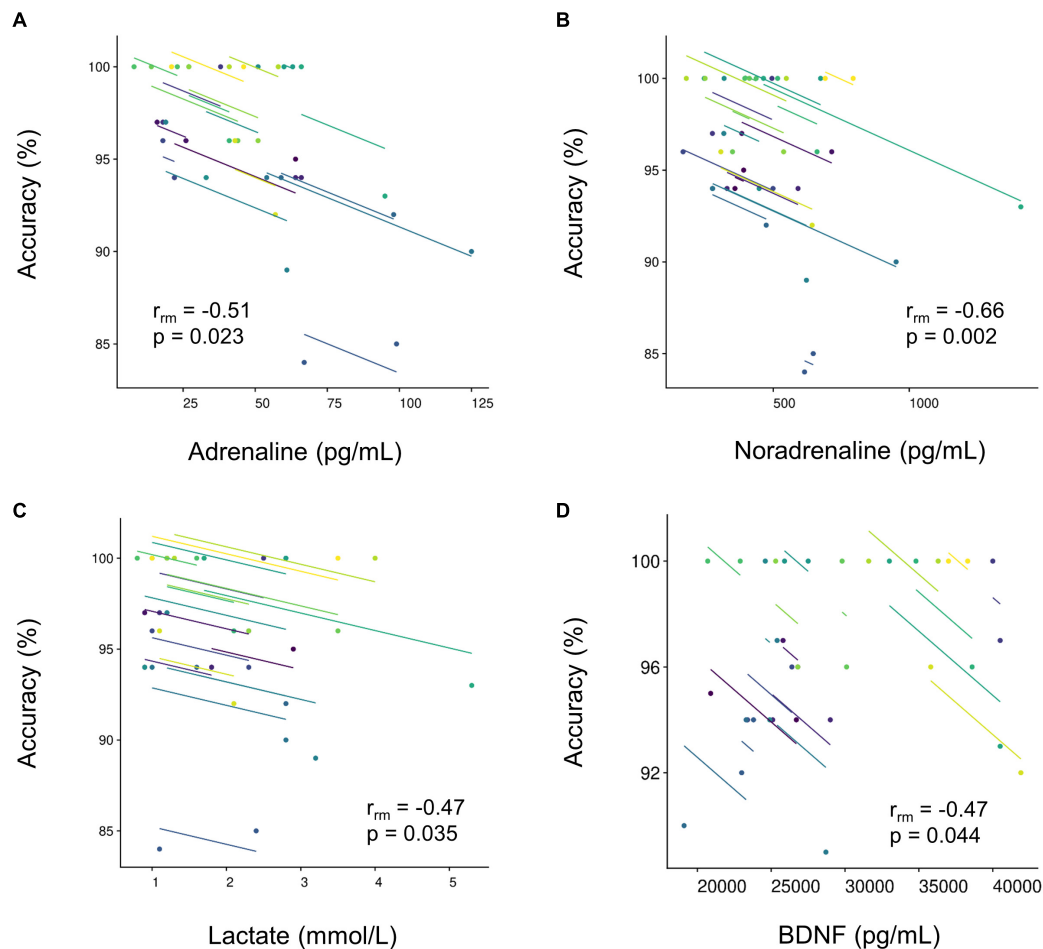 A
Accuracy (%)
100
95
90
85
r_rm = -0.51
p = 0.023
25
50
75
100
125
Adrenaline (pg/mL)
B
Accuracy (%)
100
95
90
85
r_rm = -0.66
p = 0.002
500
1000
Noradrenaline (pg/mL)
C
Accuracy (%)
100
95
90
85
r_rm = -0.47
p = 0.035
1
2
3
4
5
Lactate (mmol/L)
D
Accuracy (%)
100
96
92
r_rm = -0.47
p = 0.044
20000
25000
30000
35000
40000
BDNF (pg/mL)